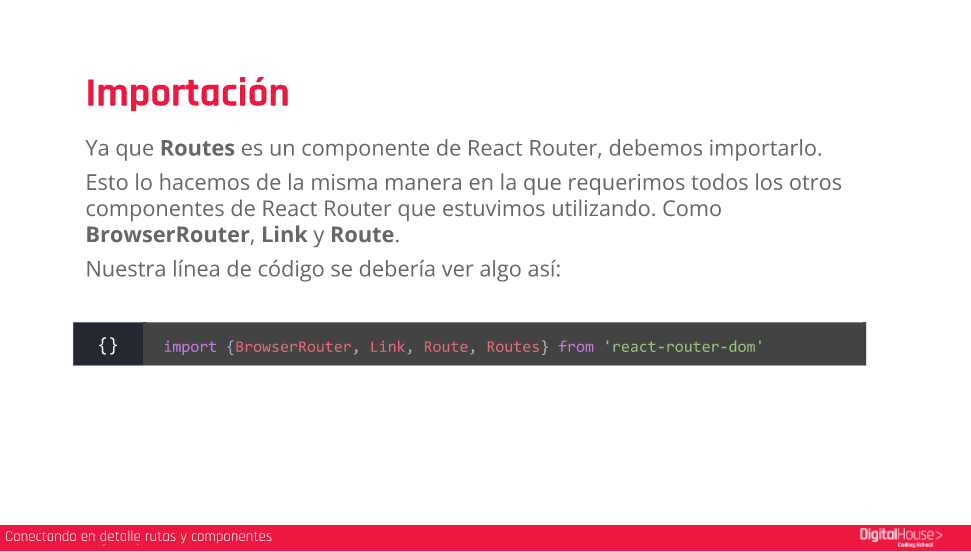 Importación
Ya que Routes es un componente de React Router, debemos importarlo.
Esto lo hacemos de la misma manera en la que requerimos todos los otros
componentes de React Router que estuvimos utilizando. Como
BrowserRouter, Link y Route.
Nuestra línea de código se debería ver algo así:
{} import {BrowserRouter, Link, Route, Routes} from 'react-router-dom'
Conectando en detalle rutas y componentes
DigitalHouse>
Coding School